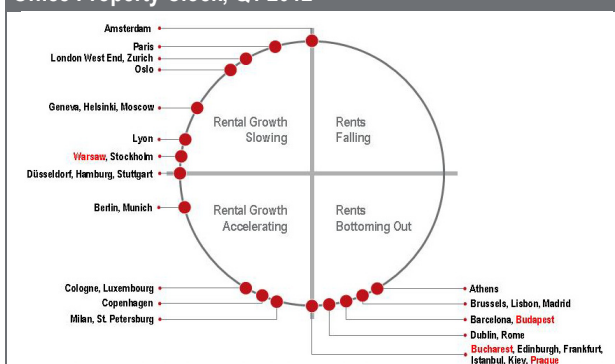 Office Property Clock, Q1 2012
Amsterdam
Paris
London West End, Zurich
Oslo
Geneva, Helsinki, Moscow
Lyon
Warsaw, Stockholm
Düsseldorf, Hamburg, Stuttgart
Berlin, Munich
Cologne, Luxembourg
Copenhagen
Milan, St. Petersburg
Rental Growth
Slowing
Rents
Falling
Rental Growth
Accelerating
Rents
Bottoming Out
Athens
Brussels, Lisbon, Madrid
Barcelona, Budapest
Dublin, Rome
Bucharest, Edinburgh, Frankfurt,
Istanbul, Kiev, Prague